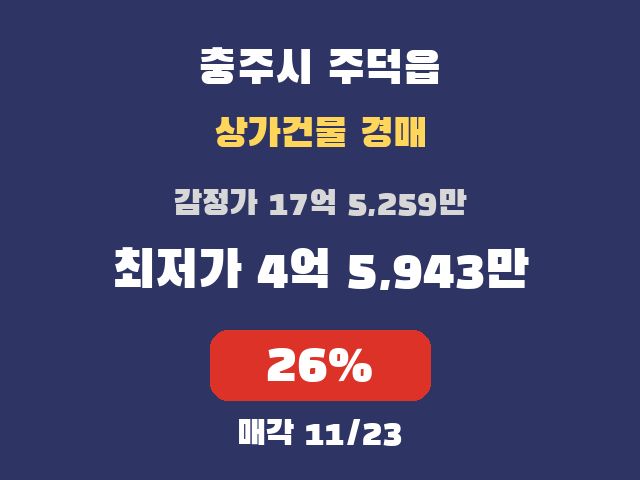 충주시 주덕읍
상가건물 경매
감정가 17억 5,259만
최저가 4억 5,943만
26%
매각 11/23